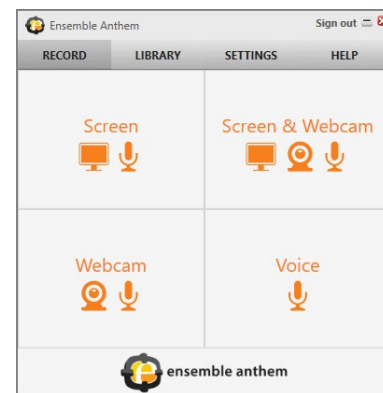 Ensemble Anthem Sign out
RECORD LIBRARY SETTINGS HELP
Screen Screen & Webcam
Webcam Voice
e ensemble anthem